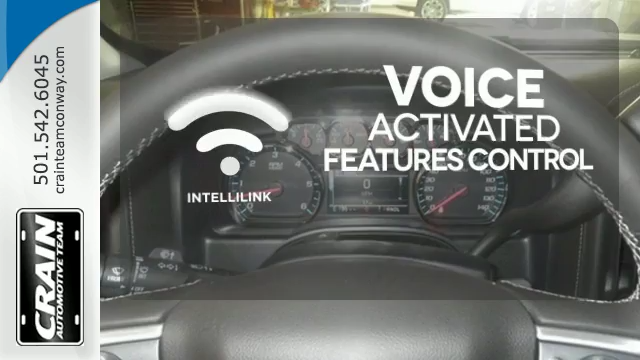 501.542.6045
crainteamconway.com
CRAIN
AUTOMOTIVE TEAM
INTELLILINK
VOICE
ACTIVATED
FEATURES CONTROL